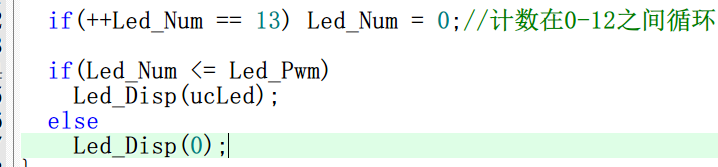 if(++Led_Num == 13) Led_Num = 0;//计数在0-12之间循环
if(Led_Num <= Led_Pwm)
Led_Disp(ucLed);
else
Led_Disp(0);